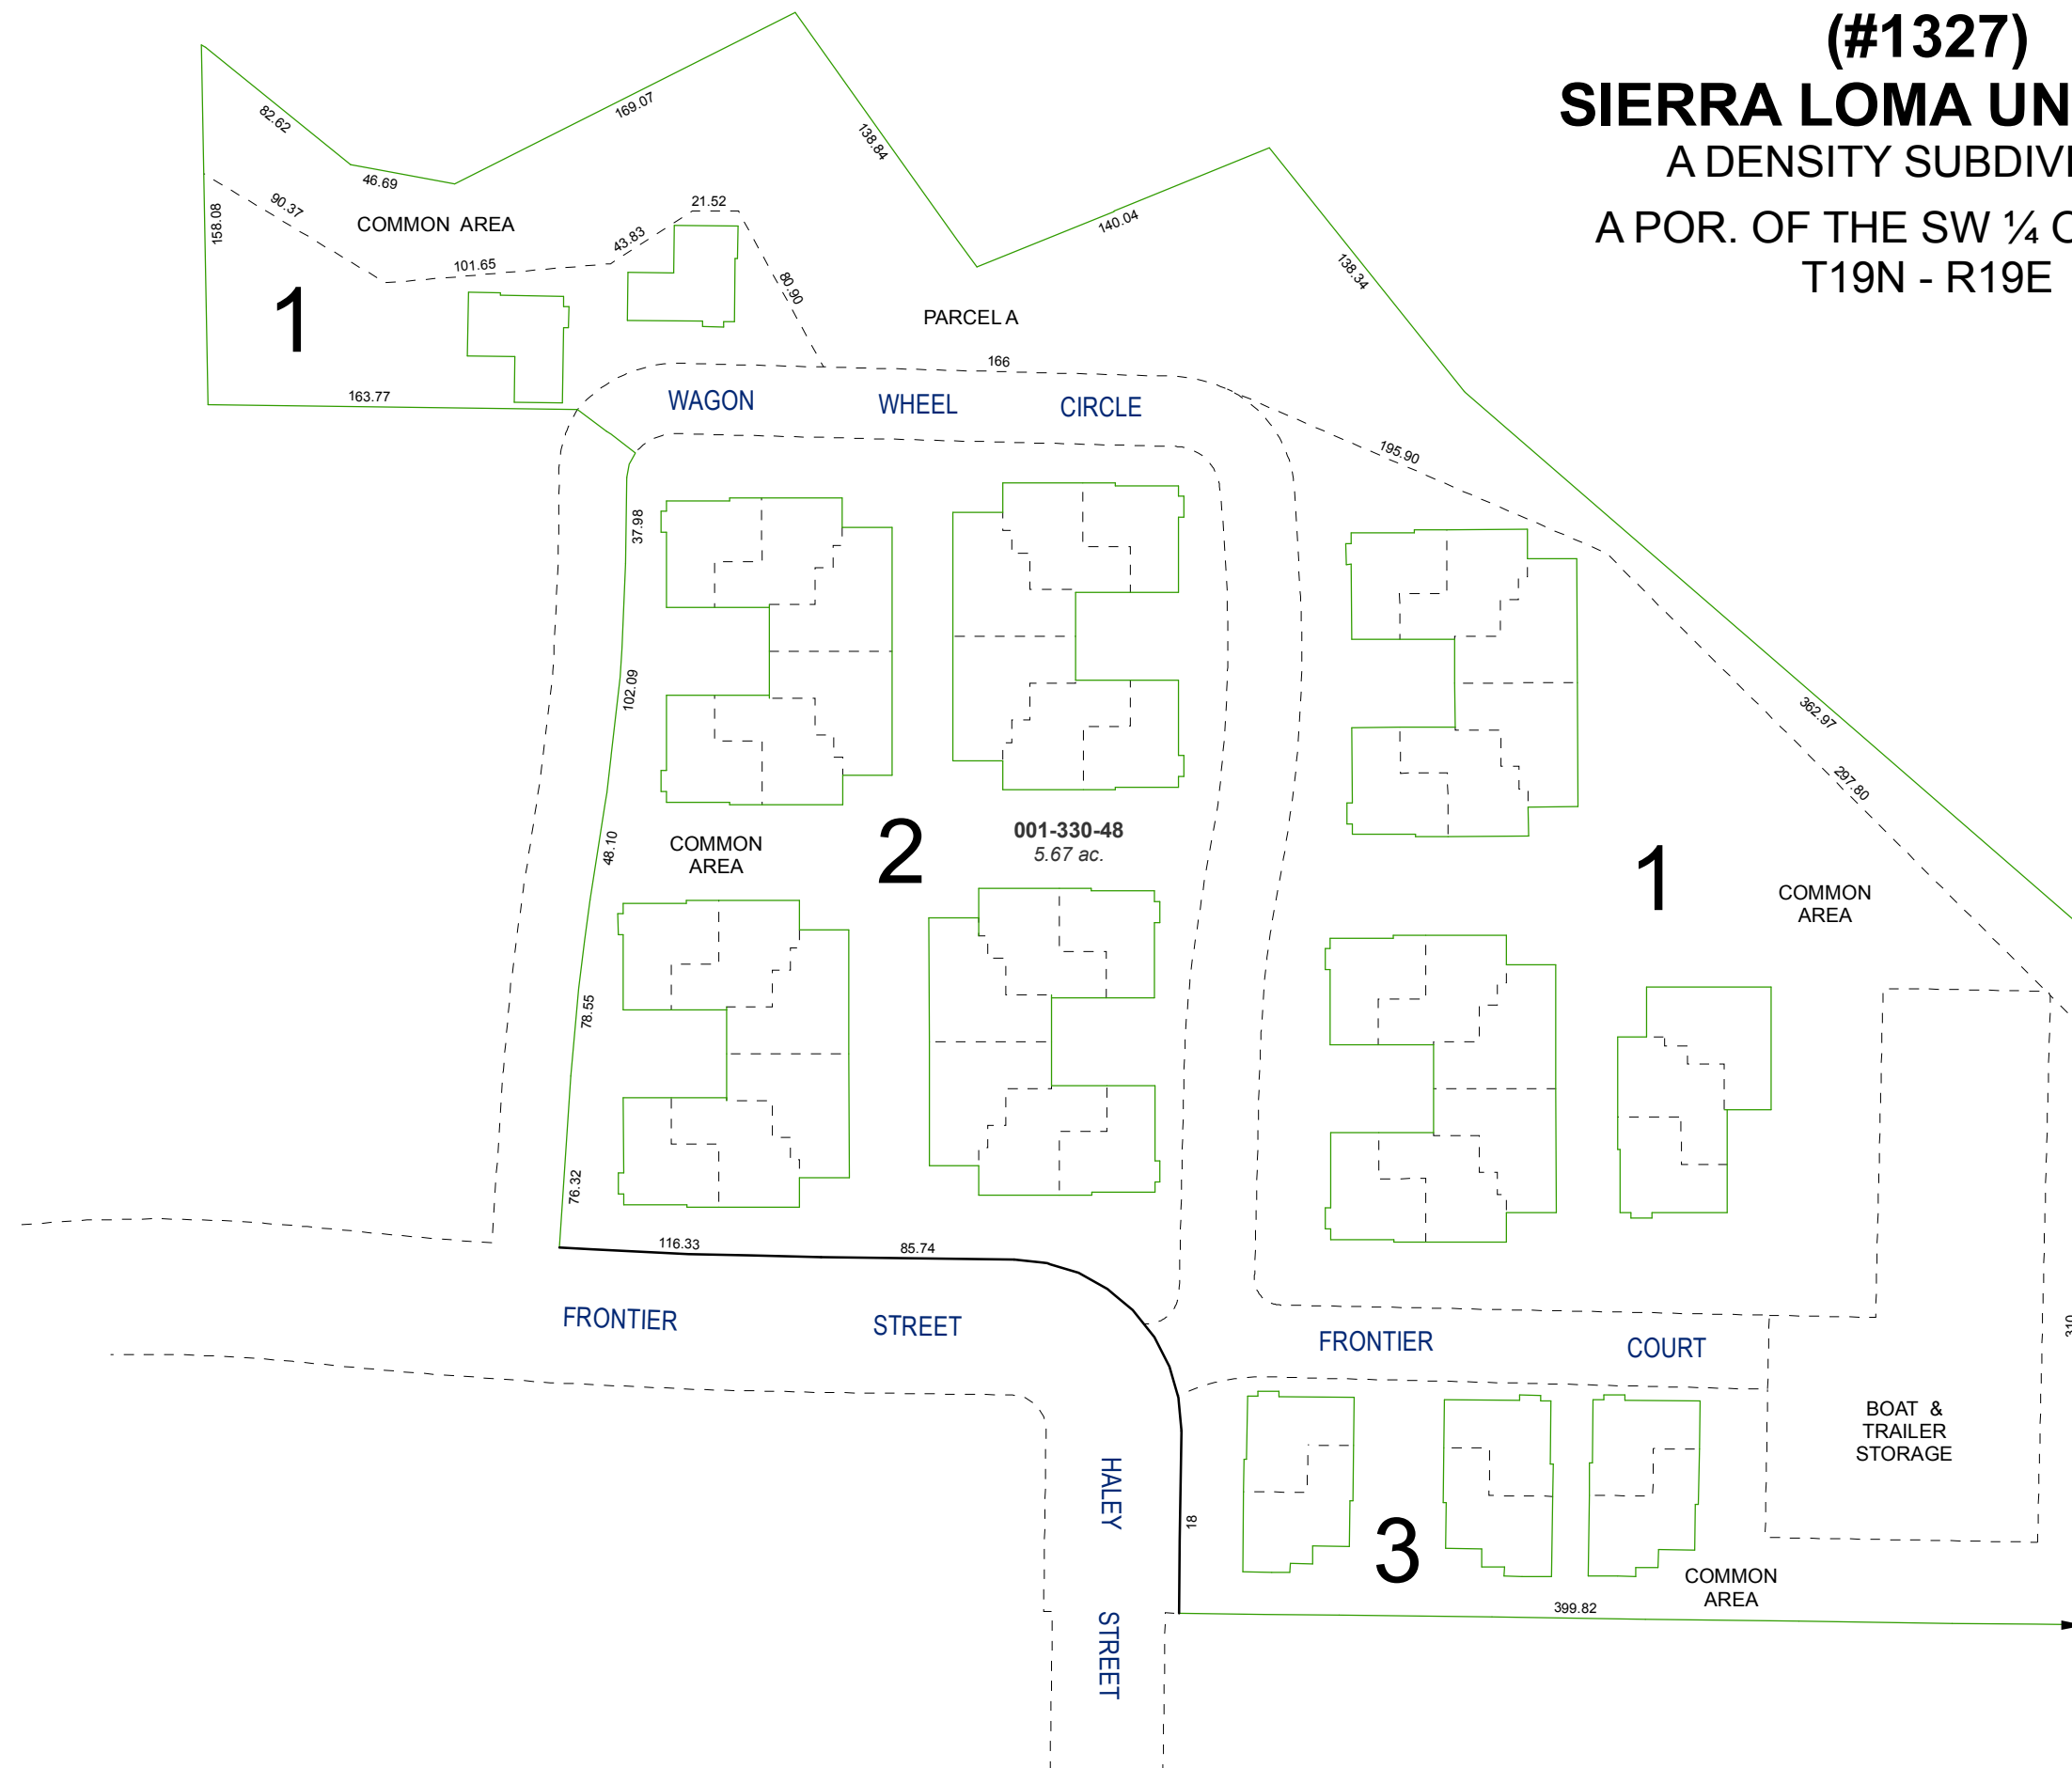 (#1327)
SIERRA LOMA UN
A DENSITY SUBDIVI
A POR. OF THE SW ¼
T19N - R19E
82.62
169.07
138.84
46.69
90.37
158.08
COMMON AREA
21.52
43.83
101.65
80.90
140.04
138.34
1
PARCEL A
166
163.77
WAGON WHEEL CIRCLE
195.90
37.98
102.09
362.97
297.80
48.10
COMMON
AREA
2
001-330-48
5.67 ac.
1
COMMON
AREA
78.55
76.32
116.33
85.74
FRONTIER STREET
FRONTIER COURT
310
BOAT &
TRAILER
STORAGE
HALEY STREET
18
3
COMMON
AREA
399.82